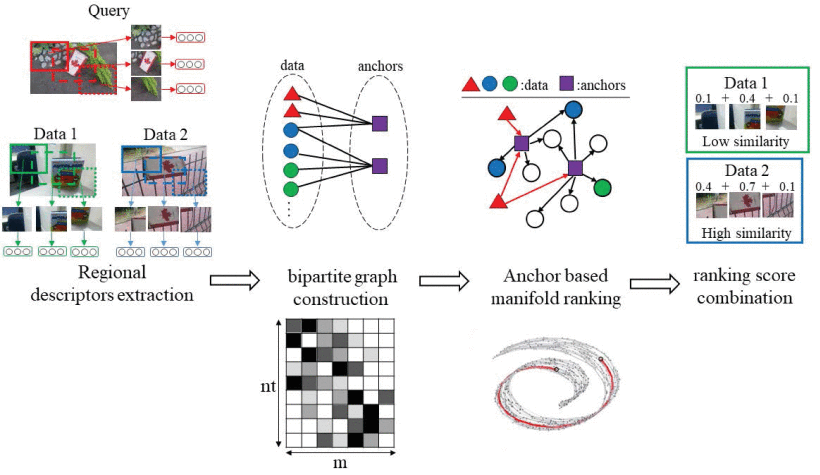 Query
Data 1
Data 2
Regional
descriptors extraction
data
anchors
bipartite graph
construction
nt
m
:data
:anchors
Anchor based
manifold ranking
Data 1
0.1 + 0.4 + 0.1
Low similarity
Data 2
0.4 + 0.7 + 0.1
High similarity
ranking score
combination